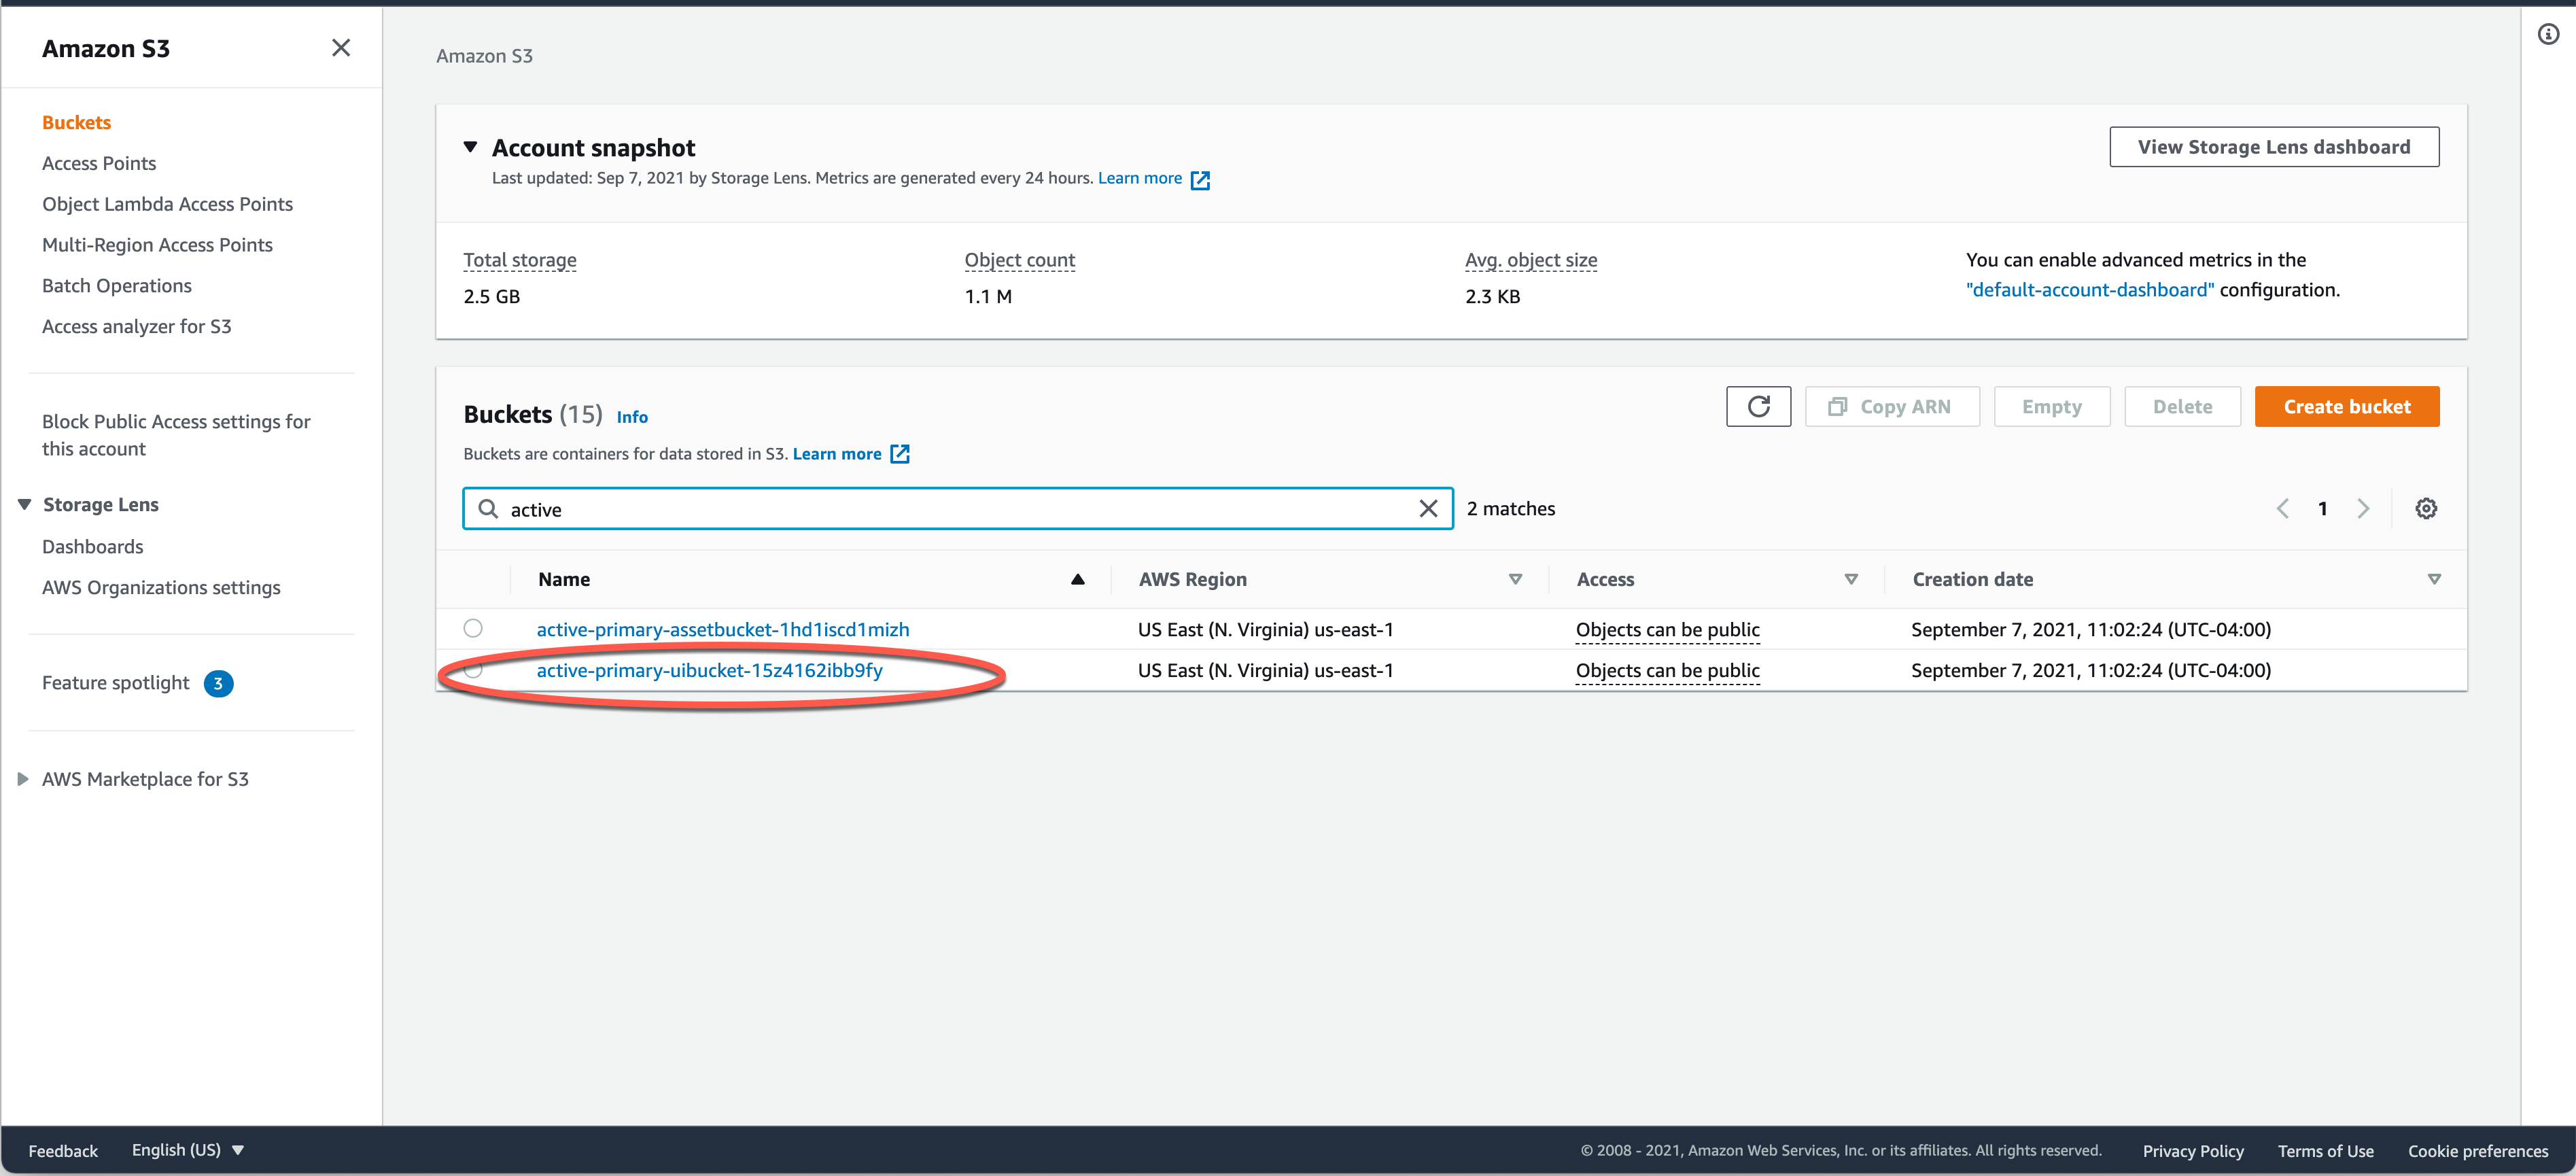 Amazon S3
Buckets
Access Points
Object Lambda Access Points
Multi-Region Access Points
Batch Operations
Access analyzer for S3
Block Public Access settings for
this account
Storage Lens
Dashboards
AWS Organizations settings
Feature spotlight 3
AWS Marketplace for S3
Amazon S3
Account snapshot
View Storage Lens dashboard
Last updated: Sep 7, 2021 by Storage Lens. Metrics are generated every 24 hours. Learn more
Total storage
2.5 GB
Object count
1.1 M
Avg. object size
2.3 KB
You can enable advanced metrics in the
"default-account-dashboard" configuration.
Buckets (15) Info
Copy ARN Empty Delete Create bucket
Buckets are containers for data stored in S3. Learn more
active 2 matches 1
Name AWS Region Access Creation date
active-primary-assetbucket-1hd1iscd1mizh US East (N. Virginia) us-east-1 Objects can be public September 7, 2021, 11:02:24 (UTC-04:00)
active-primary-uibucket-15z4162ibb9fy US East (N. Virginia) us-east-1 Objects can be public September 7, 2021, 11:02:24 (UTC-04:00)
Feedback English (US) © 2008 - 2021, Amazon Web Services, Inc. or its affiliates. All rights reserved. Privacy Policy Terms of Use Cookie preferences